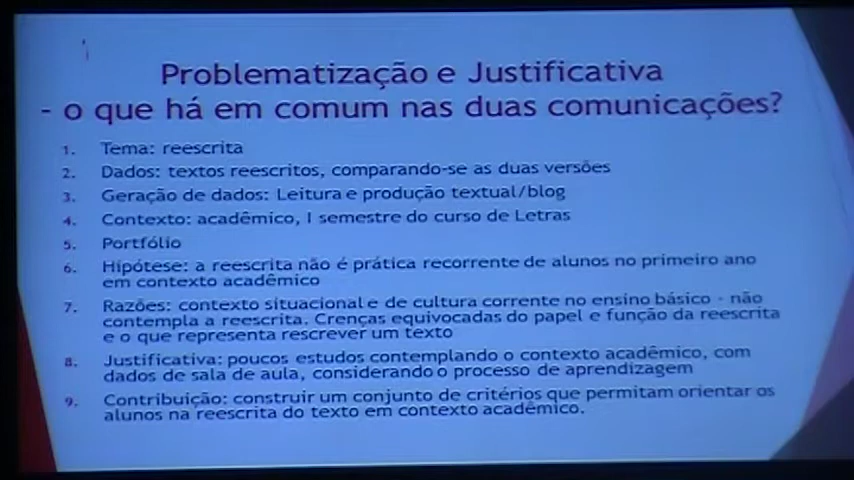 Problematização e Justificativa
- o que há em comum nas duas comunicações?
1. Tema: reescrita
2. Dados: textos reescritos, comparando-se as duas versões
3. Geração de dados: Leitura e produção textual/blog
4. Contexto: acadêmico, I semestre do curso de Letras
5. Portfólio
6. Hipótese: a reescrita não é prática recorrente de alunos no primeiro ano
em contexto acadêmico
7. Razões: contexto situacional e de cultura corrente no ensino básico - não
contempla a reescrita. Crenças equivocadas do papel e função da reescrita
e o que representa rescrever um texto
8. Justificativa: poucos estudos contemplando o contexto acadêmico, com
dados de sala de aula, considerando o processo de aprendizagem
9. Contribuição: construir um conjunto de critérios que permitam orientar os
alunos na reescrita do texto em contexto acadêmico.